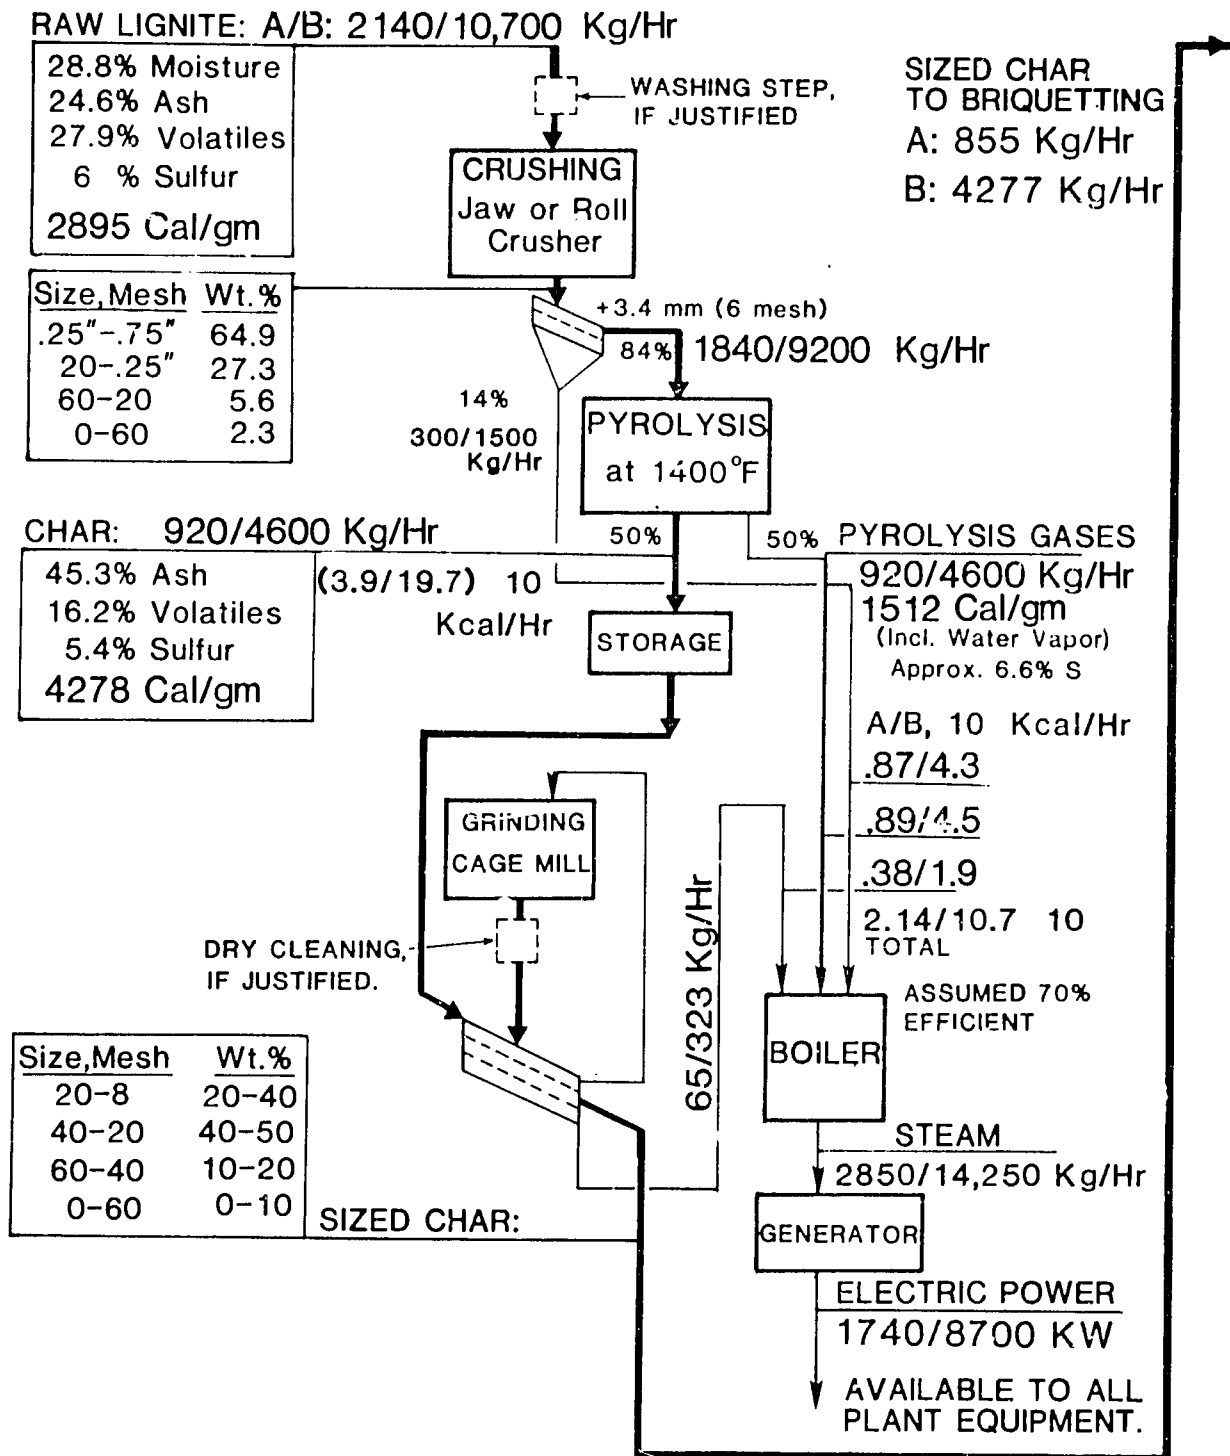 RAW LIGNITE: A/B: 2140/10,700 Kg/Hr
28.8% Moisture
24.6% Ash
27.9% Volatiles
6 % Sulfur
2895 Cal/gm
WASHING STEP,
IF JUSTIFIED
SIZED CHAR
TO BRIQUETTING
A: 855 Kg/Hr
B: 4277 Kg/Hr
CRUSHING
Jaw or Roll
Crusher
Size,Mesh Wt.%
.25"-.75" 64.9
20-.25" 27.3
60-20 5.6
0-60 2.3
+3.4 mm (6 mesh)
84% 1840/9200 Kg/Hr
14%
300/1500
Kg/Hr
PYROLYSIS
at 1400°F
CHAR: 920/4600 Kg/Hr
45.3% Ash
16.2% Volatiles
5.4% Sulfur
4278 Cal/gm
(3.9/19.7) 10
Kcal/Hr
50%
50% PYROLYSIS GASES
920/4600 Kg/Hr
1512 Cal/gm
(Incl. Water Vapor)
Approx. 6.6% S
STORAGE
A/B, 10 Kcal/Hr
.87/4.3
.89/4.5
.38/1.9
2.14/10.7 10
TOTAL
GRINDING
CAGE MILL
DRY CLEANING,
IF JUSTIFIED.
65/323 Kg/Hr
ASSUMED 70%
EFFICIENT
BOILER
Size,Mesh Wt.%
20-8 20-40
40-20 40-50
60-40 10-20
0-60 0-10
SIZED CHAR:
STEAM
2850/14,250 Kg/Hr
GENERATOR
ELECTRIC POWER
1740/8700 KW
AVAILABLE TO ALL
PLANT EQUIPMENT.